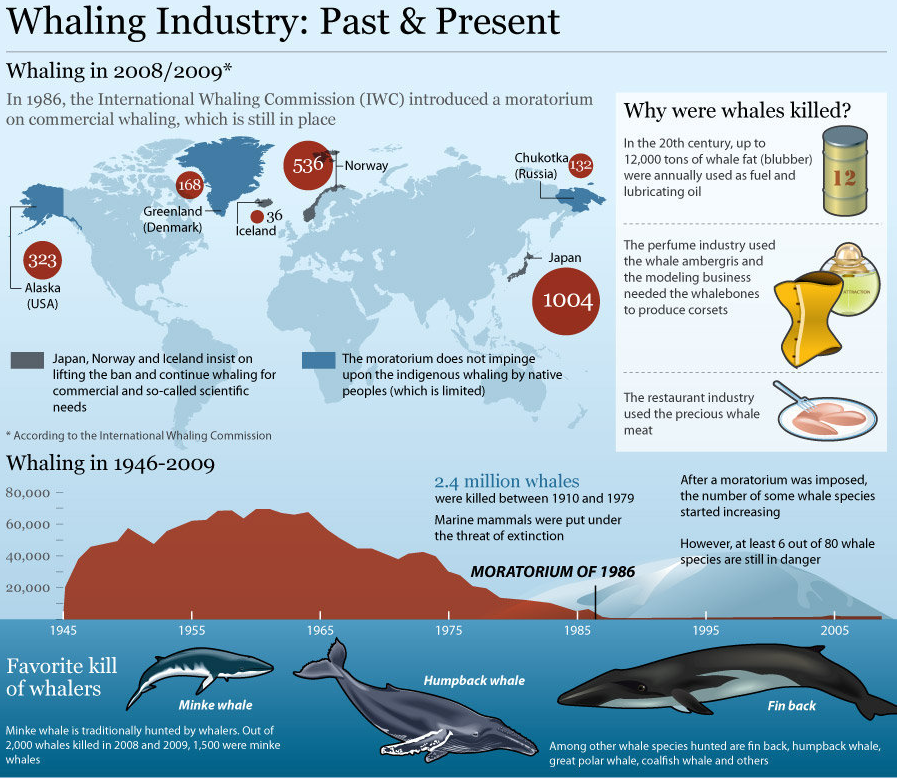 Whaling Industry: Past & Present
Whaling in 2008/2009*
In 1986, the International Whaling Commission (IWC) introduced a moratorium
on commercial whaling, which is still in place
323
Alaska
(USA)
168
Greenland
(Denmark)
36
Iceland
536
Norway
Chukotka
(Russia)
132
Japan
1004
Japan, Norway and Iceland insist on
lifting the ban and continue whaling for
commercial and so-called scientific
needs
The moratorium does not impinge
upon the indigenous whaling by native
peoples (which is limited)
* According to the International Whaling Commission
Why were whales killed?
In the 20th century, up to
12,000 tons of whale fat (blubber)
were annually used as fuel and
lubricating oil
12
The perfume industry used
the whale ambergris and
the modeling business
needed the whalebones
to produce corsets
ATTRACTION
The restaurant industry
used the precious whale
meat
Whaling in 1946-2009
80,000
60,000
40,000
20,000
2.4 million whales
were killed between 1910 and 1979
Marine mammals were put under
the threat of extinction
MORATORIUM OF 1986
After a moratorium was imposed,
the number of some whale species
started increasing
However, at least 6 out of 80 whale
species are still in danger
1945
1955
1965
1975
1985
1995
2005
Favorite kill
of whalers
Minke whale
Humpback whale
Fin back
Minke whale is traditionally hunted by whalers. Out of
2,000 whales killed in 2008 and 2009, 1,500 were minke
whales
Among other whale species hunted are fin back, humpback whale,
great polar whale, coalfish whale and others